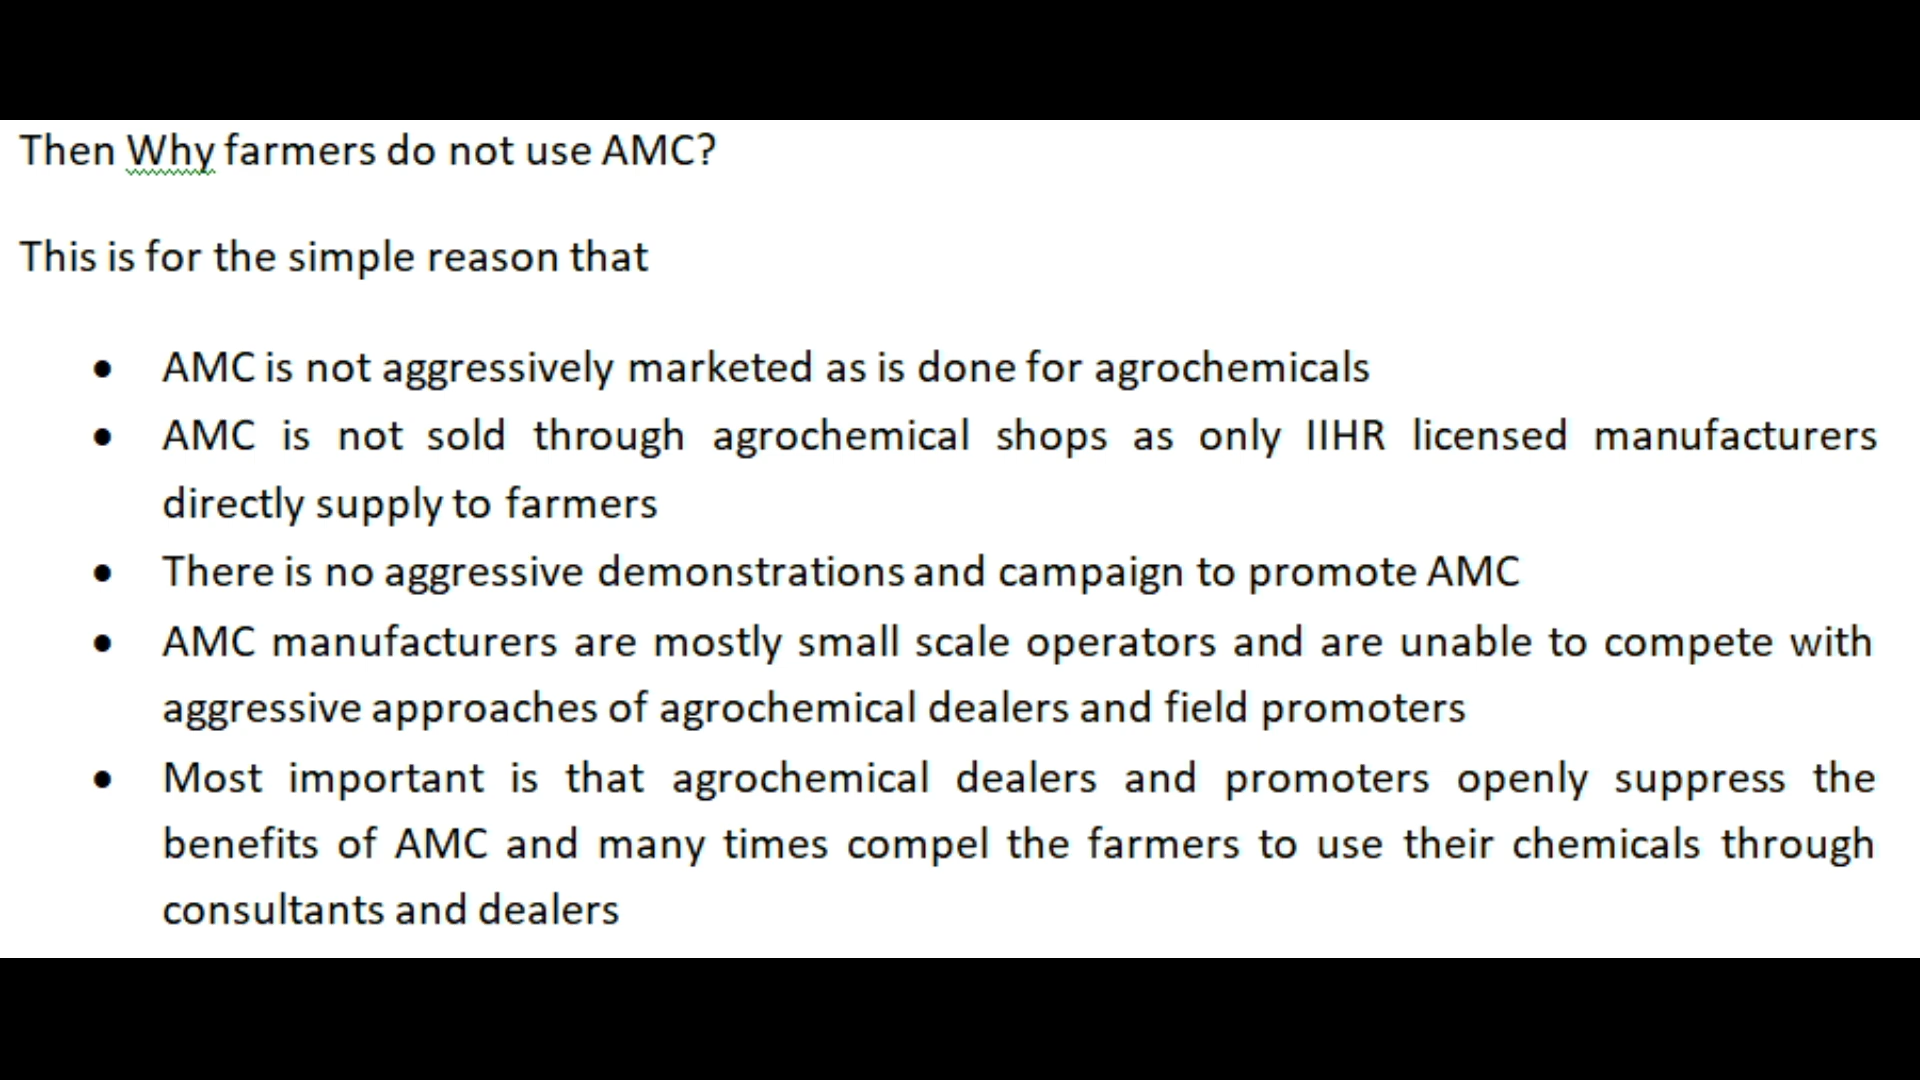 Then Why farmers do not use AMC?
This is for the simple reason that
• AMC is not aggressively marketed as is done for agrochemicals
• AMC is not sold through agrochemical shops as only IIHR licensed manufacturers
directly supply to farmers
• There is no aggressive demonstrations and campaign to promote AMC
• AMC manufacturers are mostly small scale operators and are unable to compete with
aggressive approaches of agrochemical dealers and field promoters
• Most important is that agrochemical dealers and promoters openly suppress the
benefits of AMC and many times compel the farmers to use their chemicals through
consultants and dealers